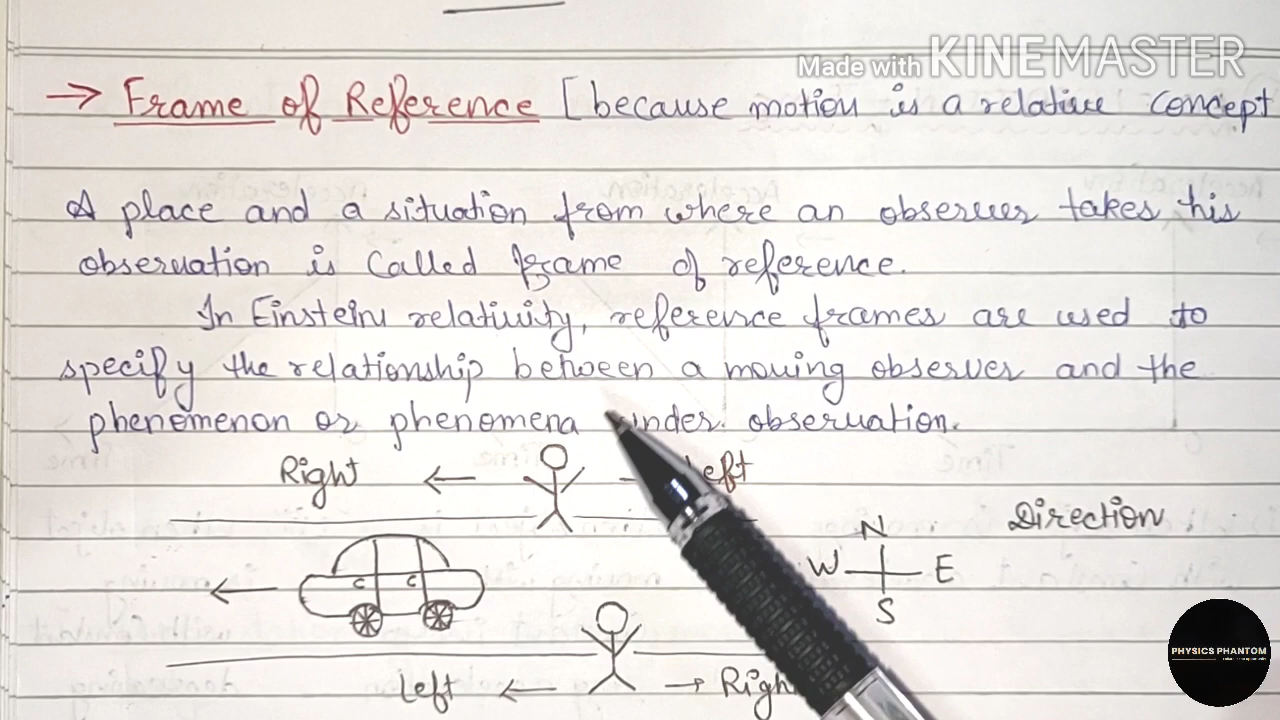 Made with KINEMASTER
→ Frame of Reference [because motion is a relative concept
A place and a situation from where an observer takes his
observation is called frame of reference.
In Einstein relativity, reference frames are used to
specify the relationship between a moving observer and the
phenomenon or phenomena under observation.
Right ← → Left
Direction
N
W E
S
C C
Left ← → Right
PHYSICS PHANTOM